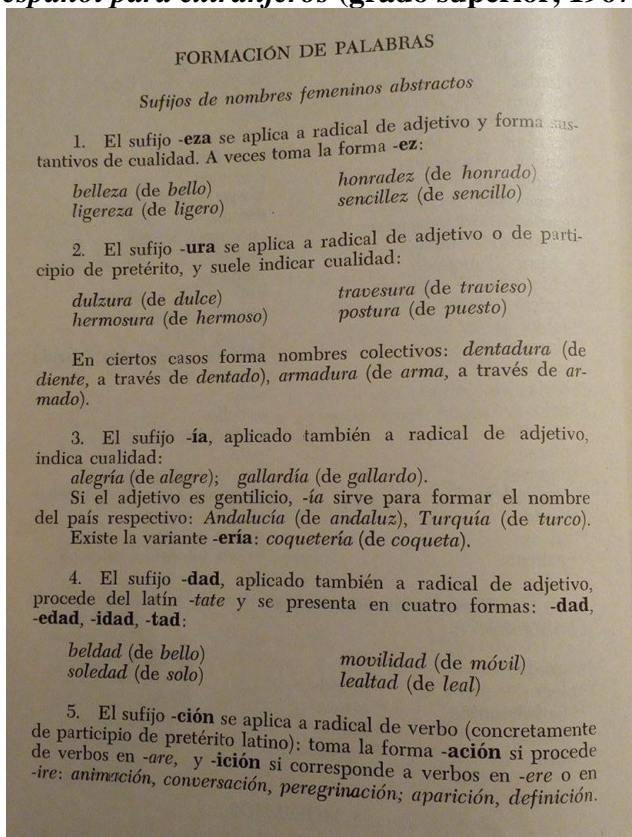 español para extranjeros (grado superior, 1967
FORMACIÓN DE PALABRAS
Sufijos de nombres femeninos abstractos
1. El sufijo -eza se aplica a radical de adjetivo y forma sus-
tantivos de cualidad. A veces toma la forma -ez:
belleza (de bello)
ligereza (de ligero)
honradez (de honrado)
sencillez (de sencillo)
2. El sufijo -ura se aplica a radical de adjetivo o de parti-
cipio de pretérito, y suele indicar cualidad:
dulzura (de dulce)
hermosura (de hermoso)
travesura (de travieso)
postura (de puesto)
En ciertos casos forma nombres colectivos: dentadura (de
diente, a través de dentado), armadura (de arma, a través de ar-
mado).
3. El sufijo -ía, aplicado también a radical de adjetivo,
indica cualidad:
alegría (de alegre); gallardía (de gallardo).
Si el adjetivo es gentilicio, -ía sirve para formar el nombre
del país respectivo: Andalucía (de andaluz), Turquía (de turco).
Existe la variante -ería: coquetería (de coqueta).
4. El sufijo -dad, aplicado también a radical de adjetivo,
procede del latín -tate y se presenta en cuatro formas: -dad,
-edad, -idad, -tad:
beldad (de bello)
soledad (de solo)
movilidad (de móvil)
lealtad (de leal)
5. El sufijo -ción se aplica a radical de verbo (concretamente
de participio de pretérito latino): toma la forma -ación si procede
de verbos en -are, y -ición si corresponde a verbos en -ere o en
-ire: animación, conversación, peregrinación; aparición, definición.